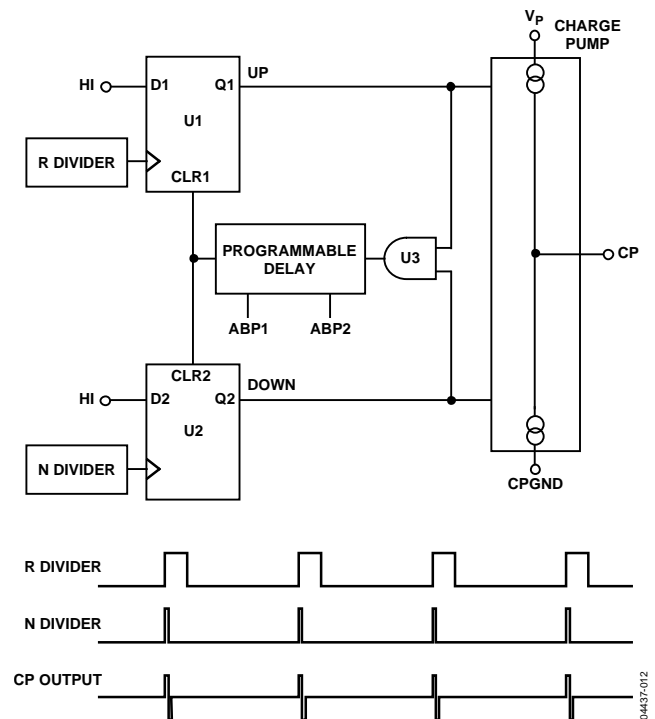 VP
CHARGE
PUMP
HI
D1
Q1
UP
U1
R DIVIDER
CLR1
PROGRAMMABLE
DELAY
U3
CP
ABP1
ABP2
CLR2
HI
D2
Q2
DOWN
U2
N DIVIDER
CPGND
R DIVIDER
N DIVIDER
CP OUTPUT
04437-012